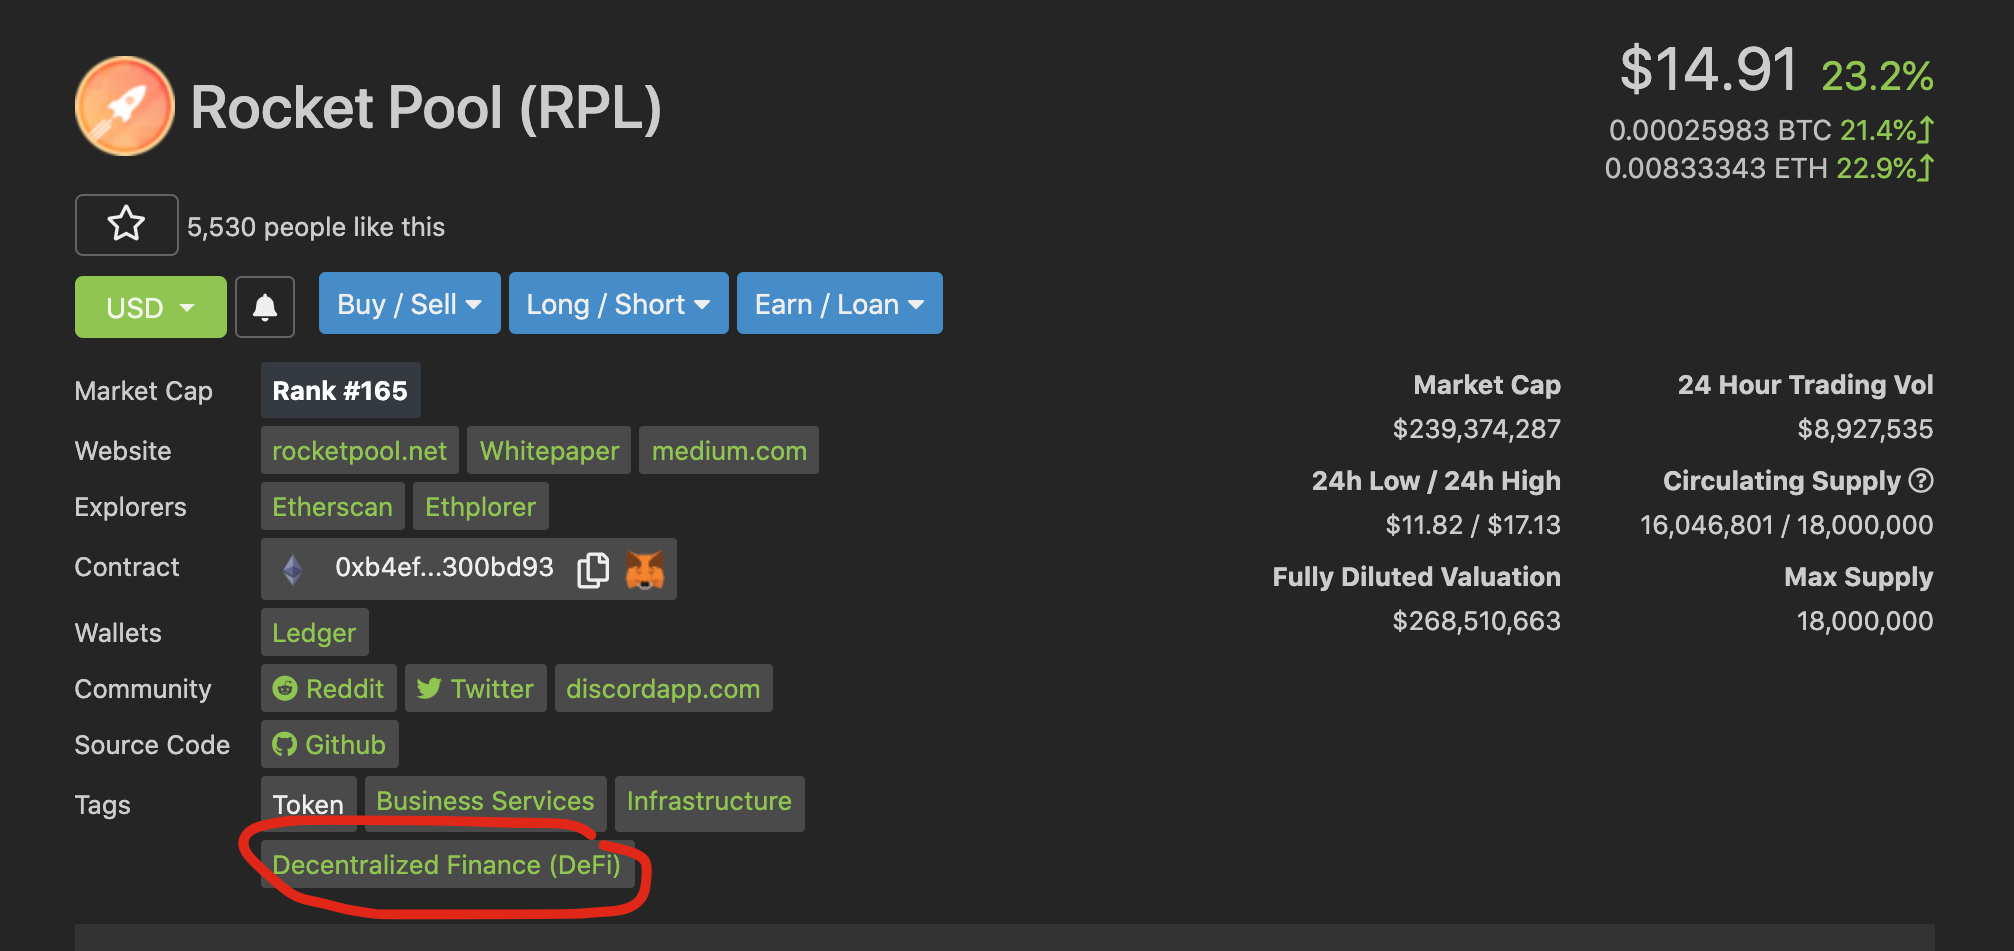 Rocket Pool (RPL)
$14.91 23.2%
0.00025983 BTC 21.4%
0.00833343 ETH 22.9%
5,530 people like this
USD
Buy / Sell
Long / Short
Earn / Loan
Market Cap Rank #165
Website rocketpool.net Whitepaper medium.com
Explorers Etherscan Ethplorer
Contract 0xb4ef...300bd93
Wallets Ledger
Community Reddit Twitter discordapp.com
Source Code Github
Tags Token Business Services Infrastructure
Decentralized Finance (DeFi)
Market Cap 24 Hour Trading Vol
$239,374,287 $8,927,535
24h Low / 24h High Circulating Supply ?
$11.82 / $17.13 16,046,801 / 18,000,000
Fully Diluted Valuation Max Supply
$268,510,663 18,000,000